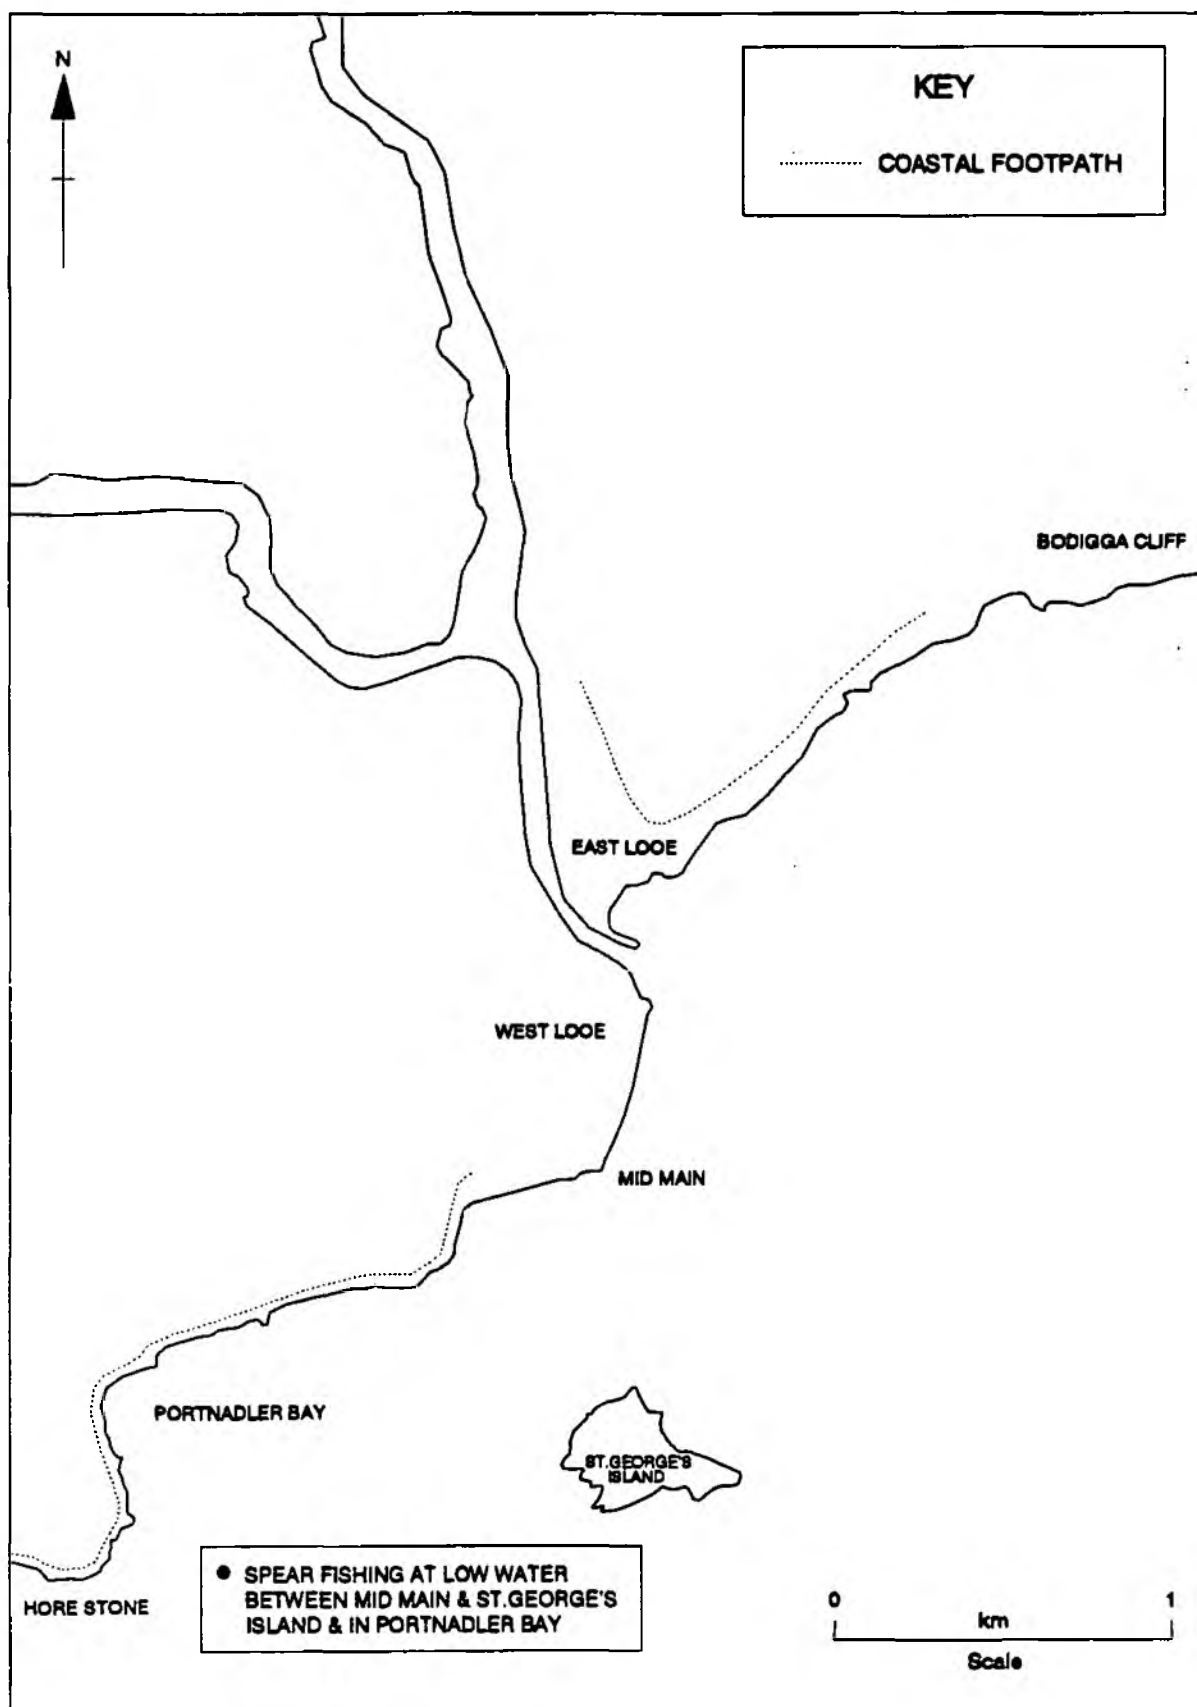 N
KEY
COASTAL FOOTPATH
BODIGGA CLIFF
EAST LOOE
WEST LOOE
MID MAIN
PORTNADLER BAY
ST.GEORGE'S
ISLAND
HORE STONE
● SPEAR FISHING AT LOW WATER
BETWEEN MID MAIN & ST.GEORGE'S
ISLAND & IN PORTNADLER BAY
0 1
km
Scale